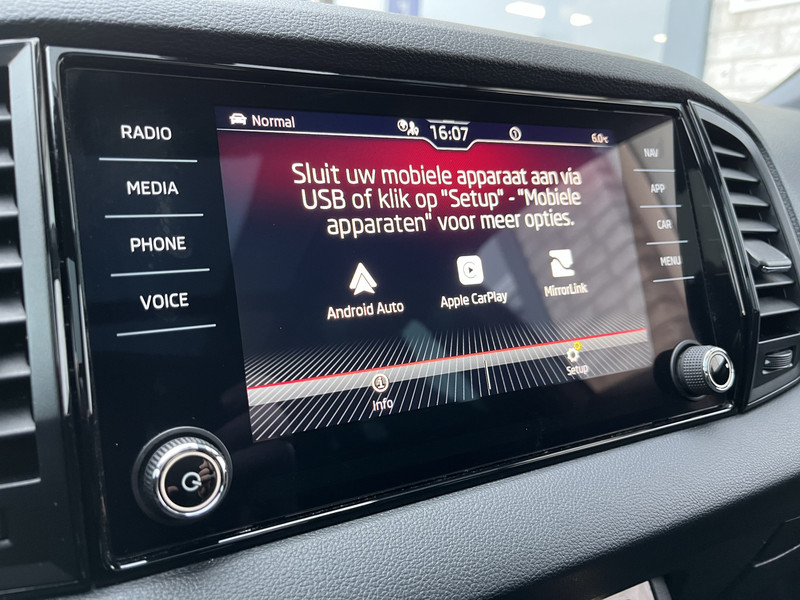 Normal
16:07
6.0°C
RADIO
MEDIA
PHONE
VOICE
Sluit uw mobiele apparaat aan via
USB of klik op "Setup" - "Mobiele
apparaten" voor meer opties.
Android Auto
Apple CarPlay
MirrorLink
Info
Setup
NAV
APP
CAR
MENU